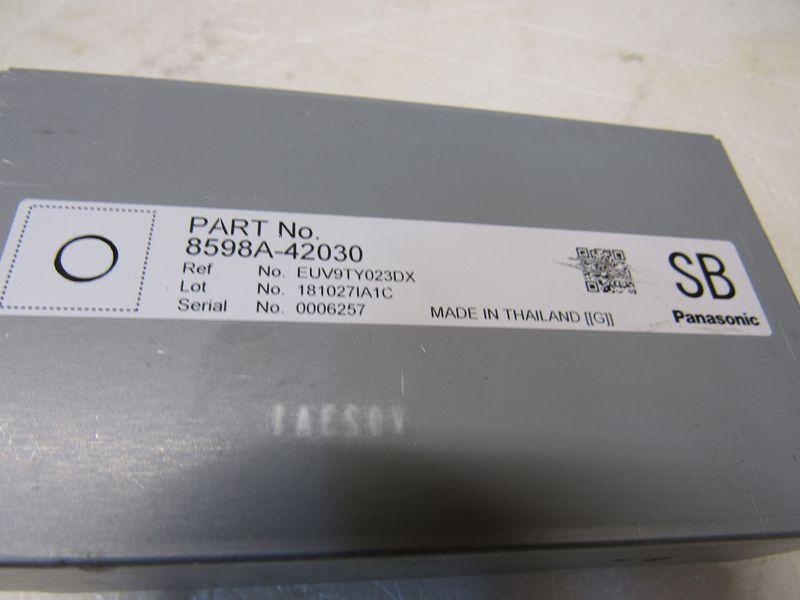 PART No.
8598A-42030
Ref No. EUV9TY023DX
Lot No. 181027IA1C
Serial No. 0006257
MADE IN THAILAND [[G]]
SB
Panasonic